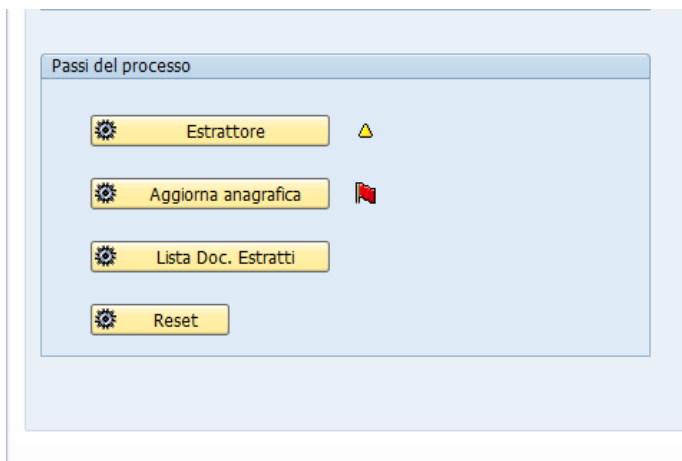 Passi del processo
Estrattore
Aggiorna anagrafica
Lista Doc. Estratti
Reset